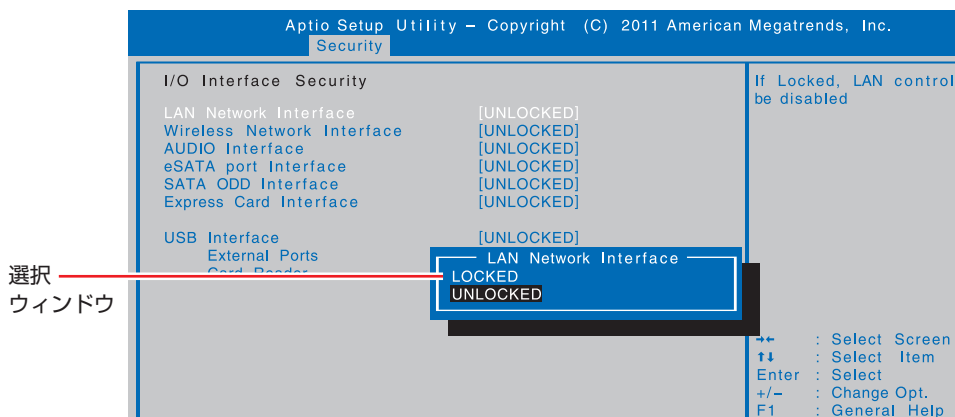 Aptio Setup Utility – Copyright (C) 2011 American Megatrends, Inc.
Security
I/O Interface Security
LAN Network Interface [UNLOCKED]
Wireless Network Interface [UNLOCKED]
AUDIO Interface [UNLOCKED]
eSATA port Interface [UNLOCKED]
SATA ODD Interface [UNLOCKED]
Express Card Interface [UNLOCKED]
USB Interface [UNLOCKED]
External Ports
Card Reader
LAN Network Interface
LOCKED
UNLOCKED
If Locked, LAN control
be disabled
→← : Select Screen
↑↓ : Select Item
Enter : Select
+/– : Change Opt.
F1 : General Help
選択
ウィンドウ